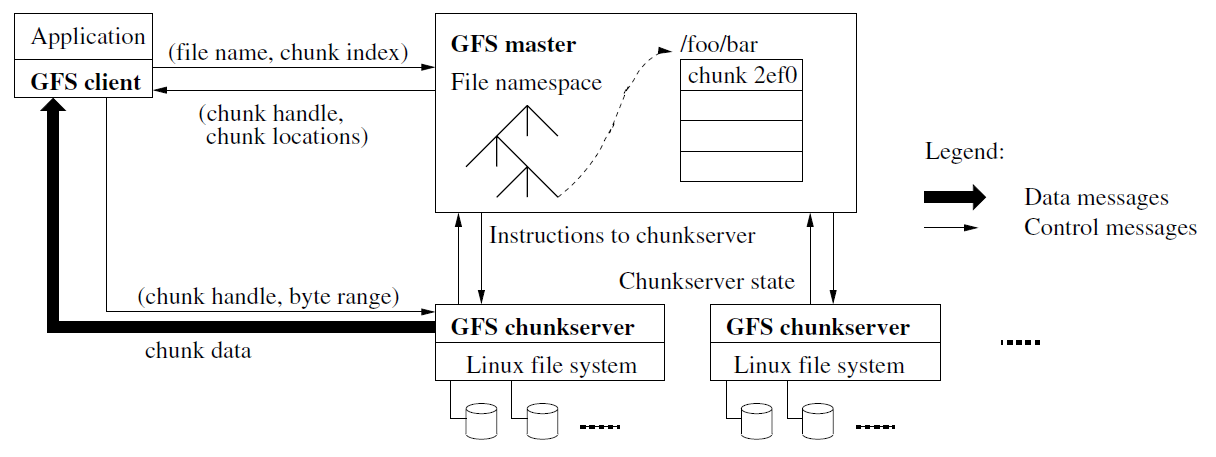 Application
GFS client
(file name, chunk index)
(chunk handle,
chunk locations)
GFS master
File namespace
/foo/bar
chunk 2ef0
Legend:
Data messages
Control messages
Instructions to chunkserver
Chunkserver state
(chunk handle, byte range)
chunk data
GFS chunkserver
Linux file system
GFS chunkserver
Linux file system